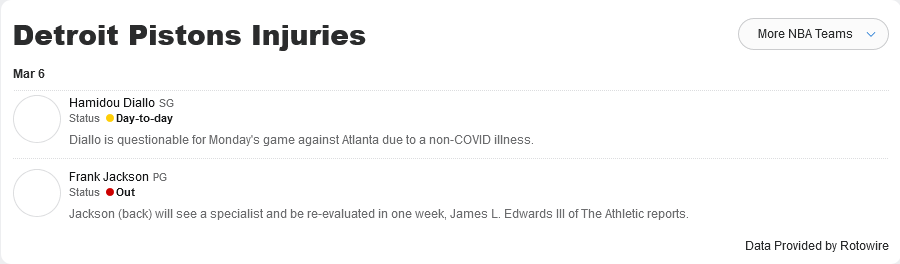 Detroit Pistons Injuries
More NBA Teams
Mar 6
Hamidou Diallo SG
Status Day-to-day
Diallo is questionable for Monday's game against Atlanta due to a non-COVID illness.
Frank Jackson PG
Status Out
Jackson (back) will see a specialist and be re-evaluated in one week, James L. Edwards III of The Athletic reports.
Data Provided by Rotowire